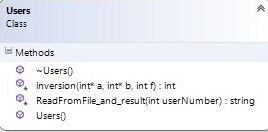 Users
Class
Methods
~Users()
inversion(int* a, int* b, int f) : int
ReadFromFile_and_result(int userNumber) : string
Users()